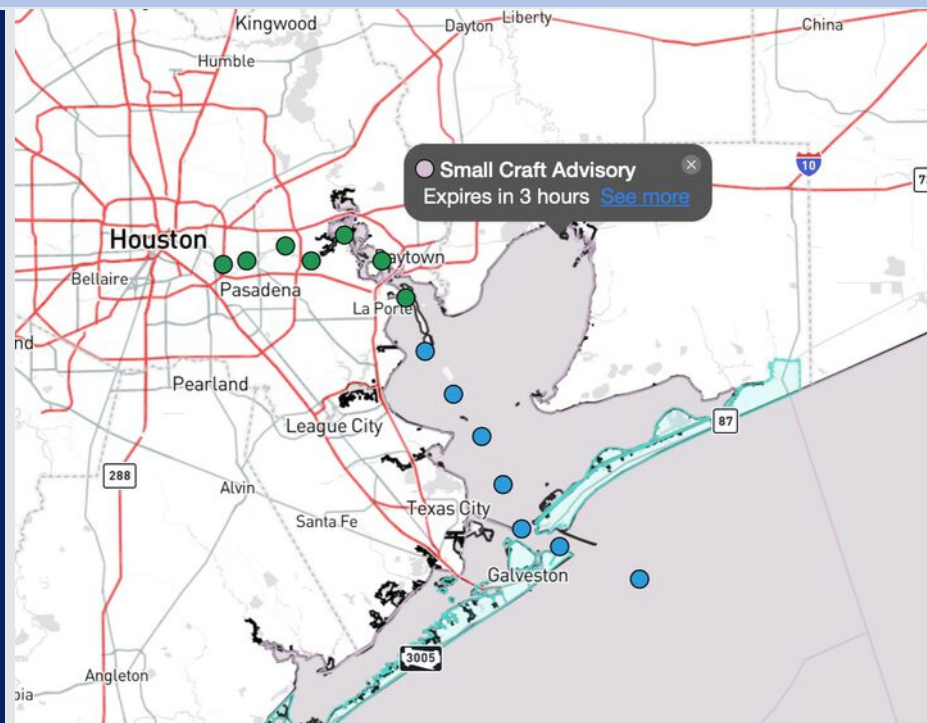 Kingwood
Dayton
Liberty
China
Humble
Small Craft Advisory
Expires in 3 hours See more
10
Houston
Baytown
Bellaire
Pasadena
La Porte
Pearland
League City
87
288
Alvin
Texas City
Santa Fe
Galveston
3005
Angleton